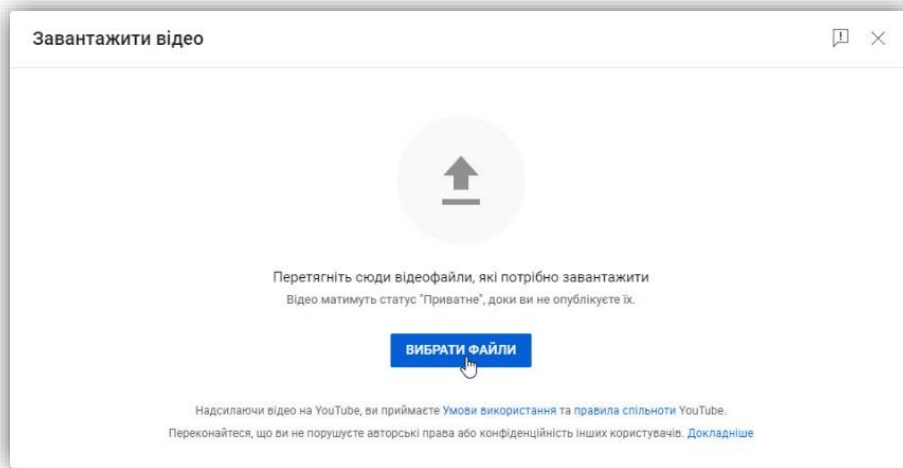 Завантажити відео
Перетягніть сюди відеофайли, які потрібно завантажити
Відео матимуть статус "Приватне", доки ви не опублікуєте їх.
ВИБРАТИ ФАЙЛИ
Надсилаючи відео на YouTube, ви приймаєте Умови використання та правила спільноти YouTube.
Переконайтеся, що ви не порушуєте авторські права або конфіденційність інших користувачів. Докладніше